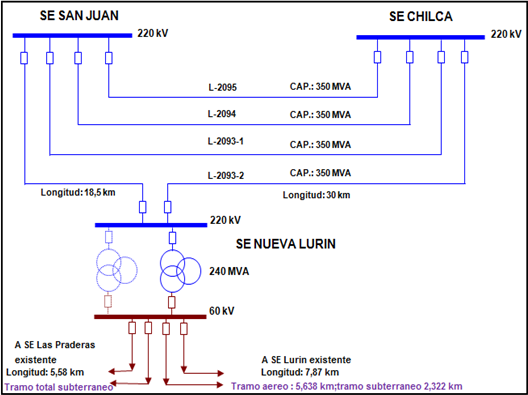 SE SAN JUAN
SE CHILCA
220 kV
220 kV
L-2095 CAP.: 350 MVA
L-2094 CAP.: 350 MVA
L-2093-1 CAP.: 350 MVA
L-2093-2 CAP.: 350 MVA
Longitud: 18,5 km
Longitud: 30 km
220 kV
SE NUEVA LURIN
240 MVA
60 kV
A SE Las Praderas
existente
Longitud: 5,58 km
Tramo total subterraneo
A SE Lurin existente
Longitud: 7,87 km
Tramo aereo : 5,638 km;tramo subterraneo 2,322 km